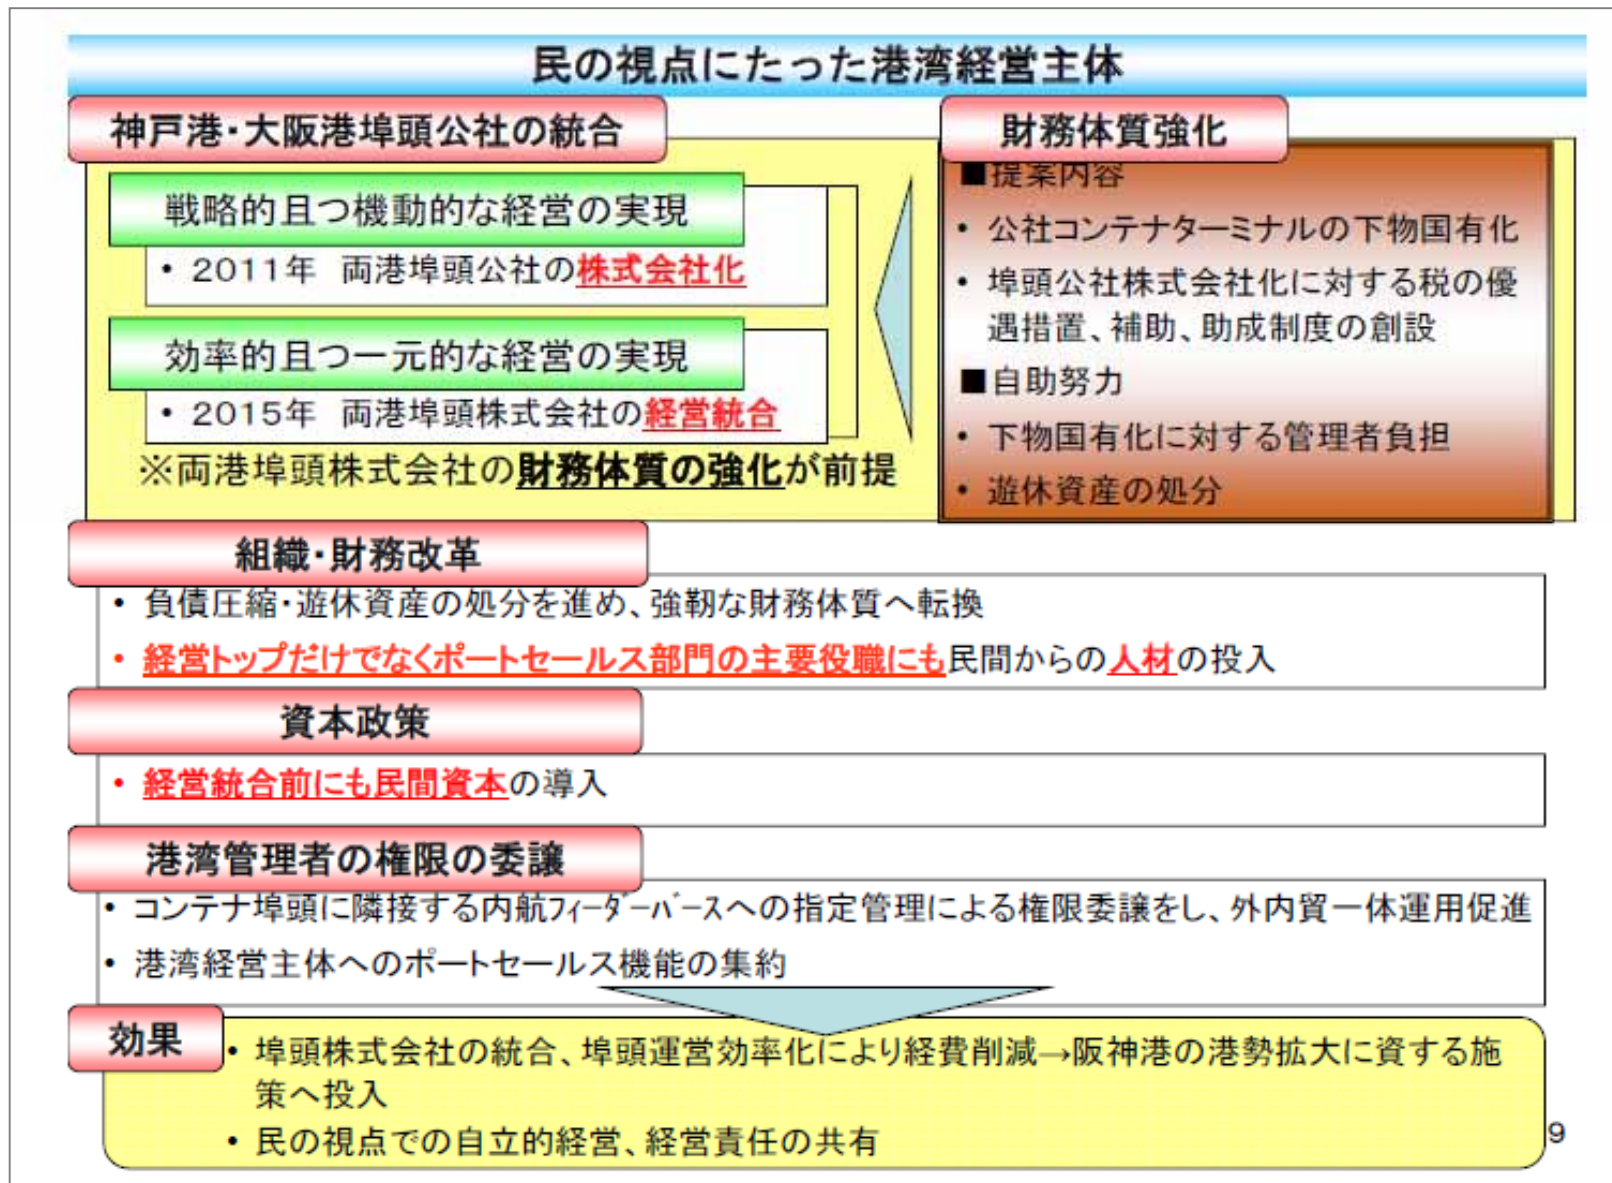 民の視点にたった港湾経営主体
神戸港・大阪港埠頭公社の統合
戦略的且つ機動的な経営の実現
・2011年 両港埠頭公社の株式会社化
効率的且つ一元的な経営の実現
・2015年 両港埠頭株式会社の経営統合
※両港埠頭株式会社の財務体質の強化が前提
財務体質強化
■提案内容
・公社コンテナターミナルの下物国有化
・埠頭公社株式会社化に対する税の優
遇措置、補助、助成制度の創設
■自助努力
・下物国有化に対する管理者負担
・遊休資産の処分
組織・財務改革
・負債圧縮・遊休資産の処分を進め、強靭な財務体質へ転換
・経営トップだけでなくポートセールス部門の主要役職にも民間からの人材の投入
資本政策
・経営統合前にも民間資本の導入
港湾管理者の権限の委譲
・コンテナ埠頭に隣接する内航フィーダーバースへの指定管理による権限委譲をし、外内貿一体運用促進
・港湾経営主体へのポートセールス機能の集約
効果
・埠頭株式会社の統合、埠頭運営効率化により経費削減→阪神港の港勢拡大に資する施
策へ投入
・民の視点での自立的経営、経営責任の共有
9